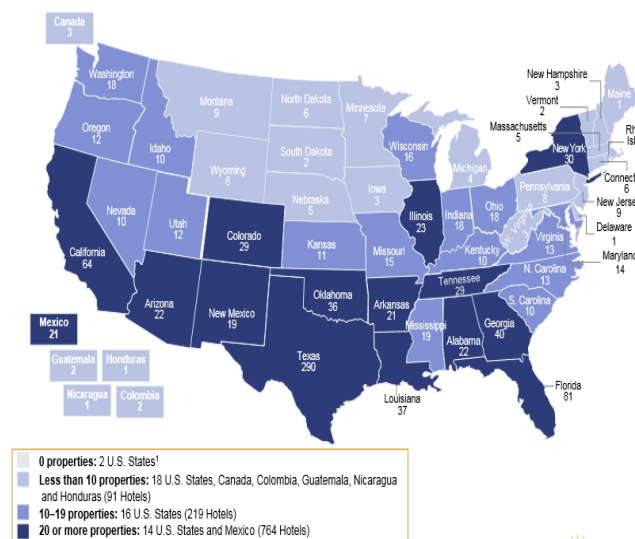 Canada
3
Washington
18
Oregon
12
Idaho
10
Montana
9
North Dakota
6
Minnesota
7
Wisconsin
16
Michigan
4
New Hampshire
3
Vermont
2
Massachusetts
5
Maine
1
New York
30
Rh
Isl
Connect
6
New Jerse
9
Delaware
1
Maryland
14
Pennsylvania
8
W. Virginia
3
Virginia
13
Ohio
18
Indiana
18
Illinois
23
Iowa
3
South Dakota
2
Wyoming
6
Nebraska
5
Nevada
10
Utah
12
Colorado
29
Kansas
11
Missouri
15
Kentucky
10
N. Carolina
13
S. Carolina
10
Tennessee
29
California
64
Arizona
22
New Mexico
19
Oklahoma
36
Arkansas
21
Mississippi
19
Alabama
22
Georgia
40
Texas
290
Louisiana
37
Florida
81
Mexico
21
Guatemala
2
Honduras
1
Nicaragua
1
Colombia
2
0 properties: 2 U.S. States¹
Less than 10 properties: 18 U.S. States, Canada, Colombia, Guatemala, Nicaragua
and Honduras (91 Hotels)
10–19 properties: 16 U.S. States (219 Hotels)
20 or more properties: 14 U.S. States and Mexico (764 Hotels)